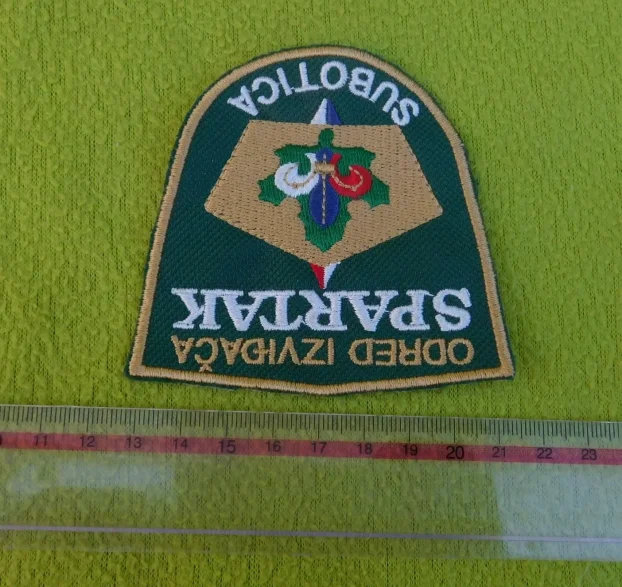 ODRED IZVIĐAČA
SPARTAK
SUBOTICA
11 12 13 14 15 16 17 18 19 20 21 22 23